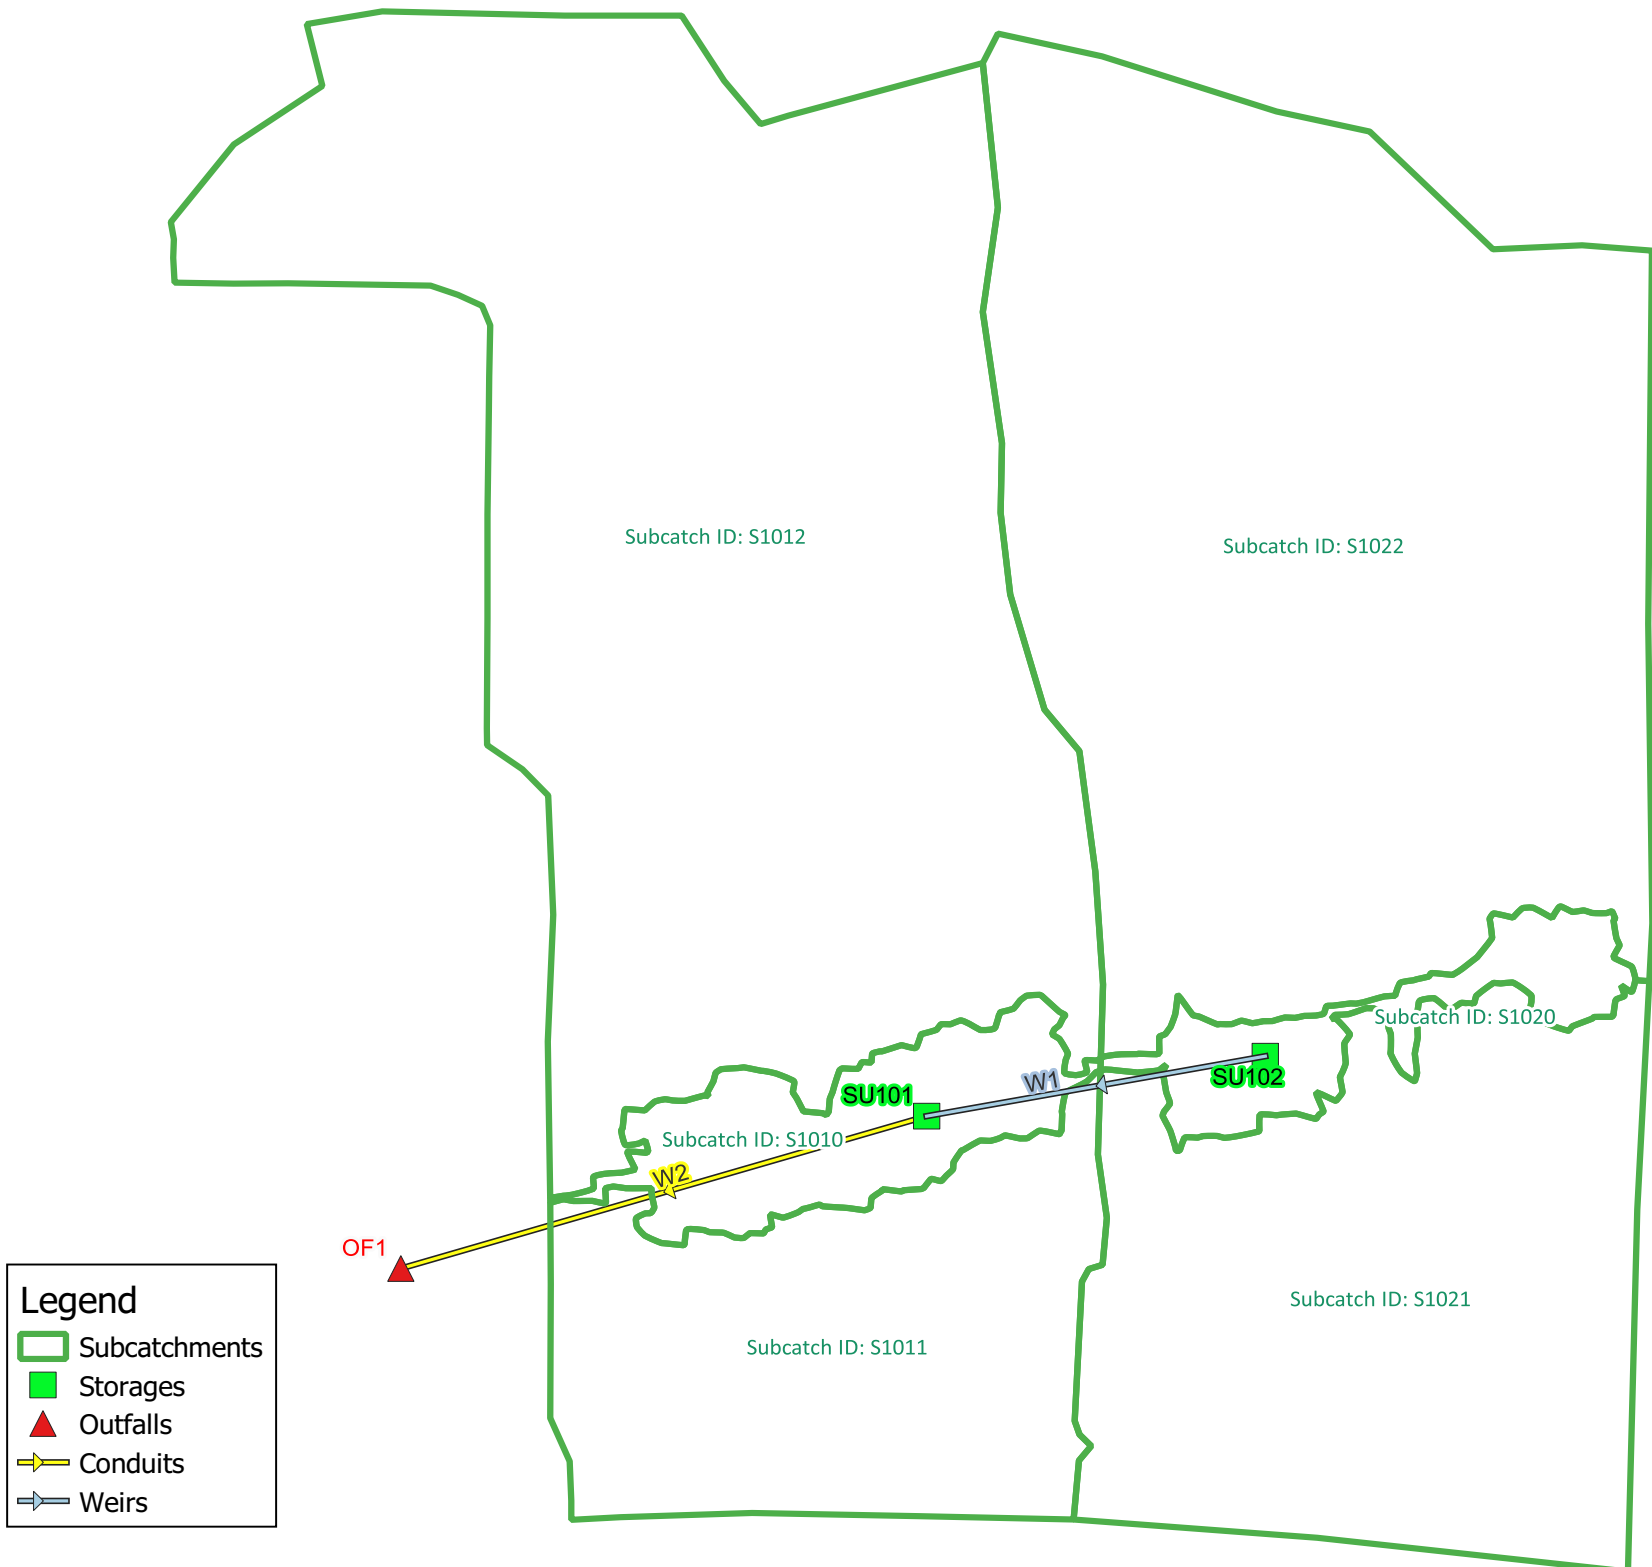 Subcatch ID: S1012
Subcatch ID: S1022
Subcatch ID: S1020
W1
SU102
SU101
Subcatch ID: S1010
W2
OF1
Subcatch ID: S1021
Subcatch ID: S1011
Legend
Subcatchments
Storages
Outfalls
Conduits
Weirs